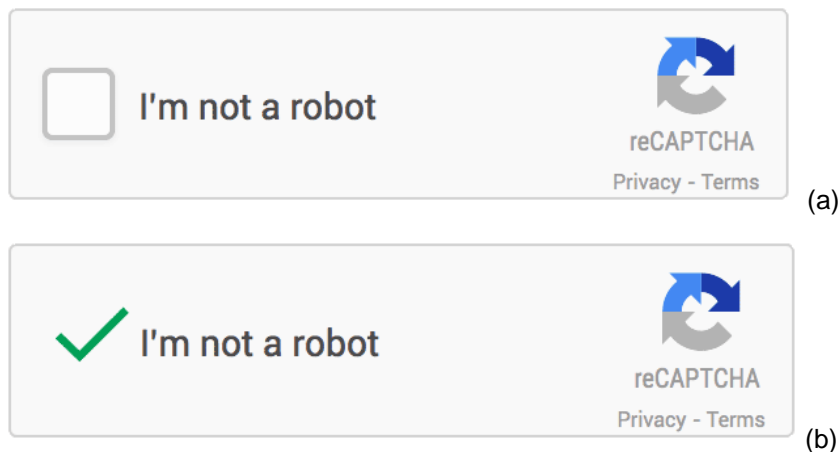 I'm not a robot
reCAPTCHA
Privacy - Terms
(a)
I'm not a robot
reCAPTCHA
Privacy - Terms
(b)